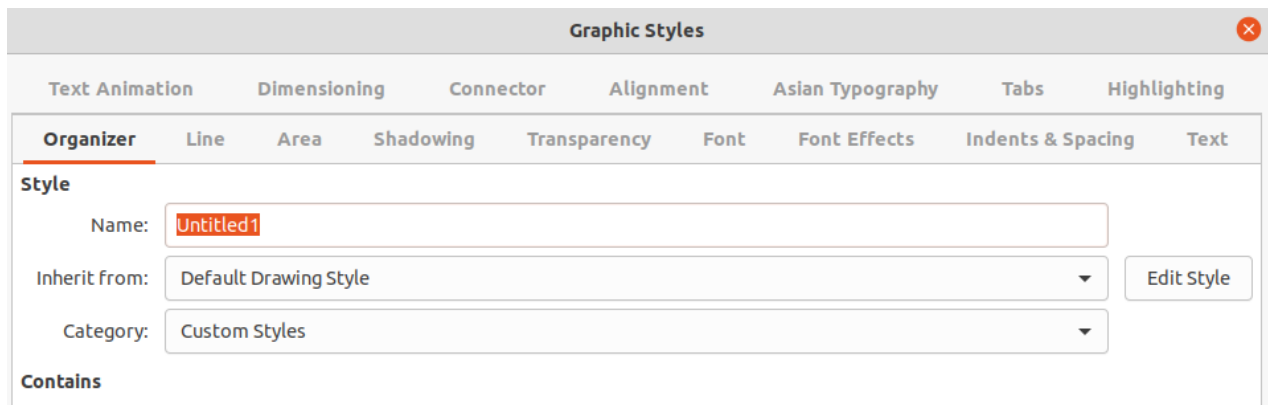 Graphic Styles
Text Animation Dimensioning Connector Alignment Asian Typography Tabs Highlighting
Organizer Line Area Shadowing Transparency Font Font Effects Indents & Spacing Text
Style
Name: Untitled1
Inherit from: Default Drawing Style Edit Style
Category: Custom Styles
Contains